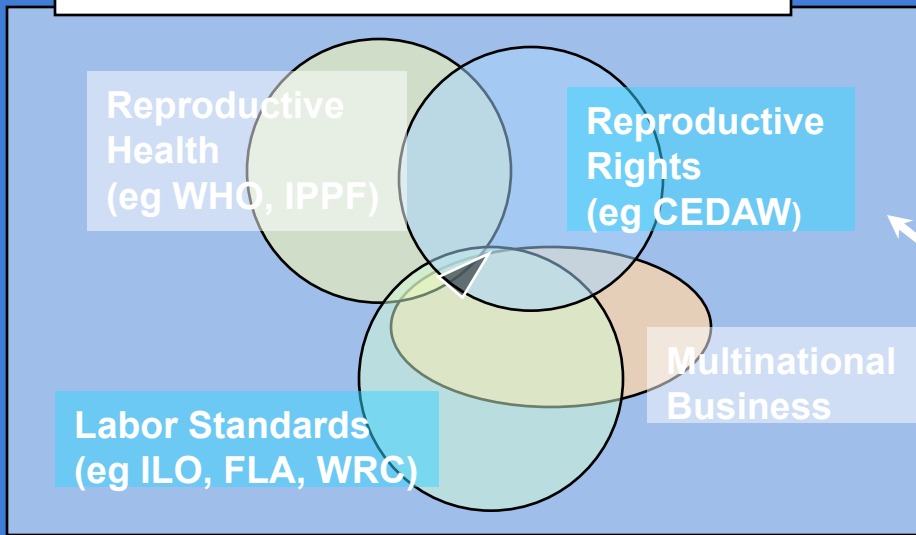 Reproductive
Health
(eg WHO, IPPF)
Reproductive
Rights
(eg CEDAW)
Multinational
Business
Labor Standards
(eg ILO, FLA, WRC)